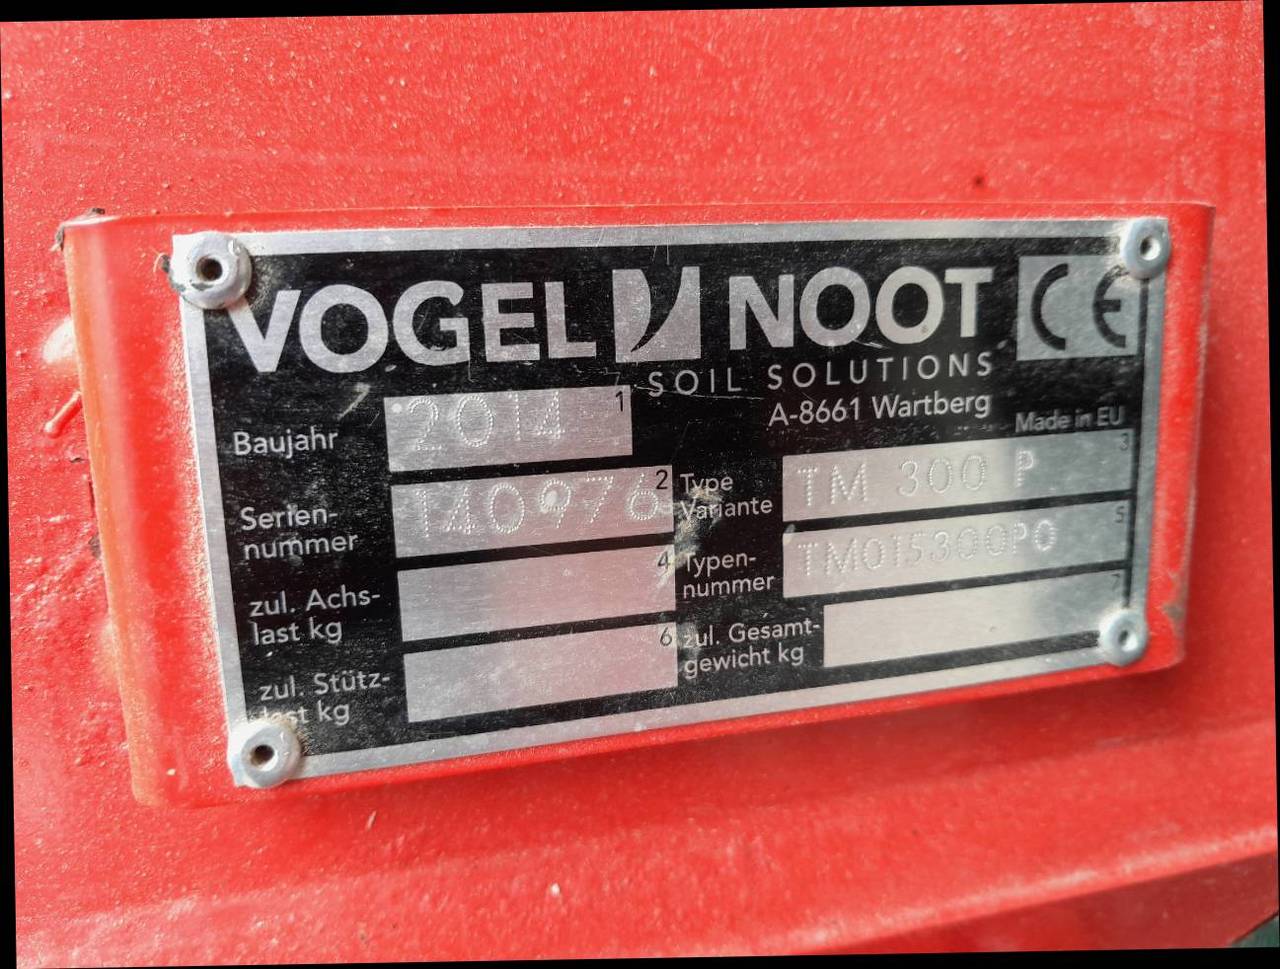 VOGEL NOOT CE
SOIL SOLUTIONS
A-8661 Wartberg
Made in EU
Baujahr 2014 1
Serien-
nummer 140976 2
Type
Variante TM 300 P 3
zul. Achs-
last kg 4
Typen-
nummer TM015300P0 5
zul. Stütz-
last kg 6
zul. Gesamt-
gewicht kg 7